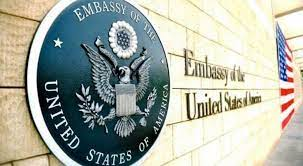 EMBASSY OF THE
UNITED STATES OF AMERICA
Embassy of the
United States of America